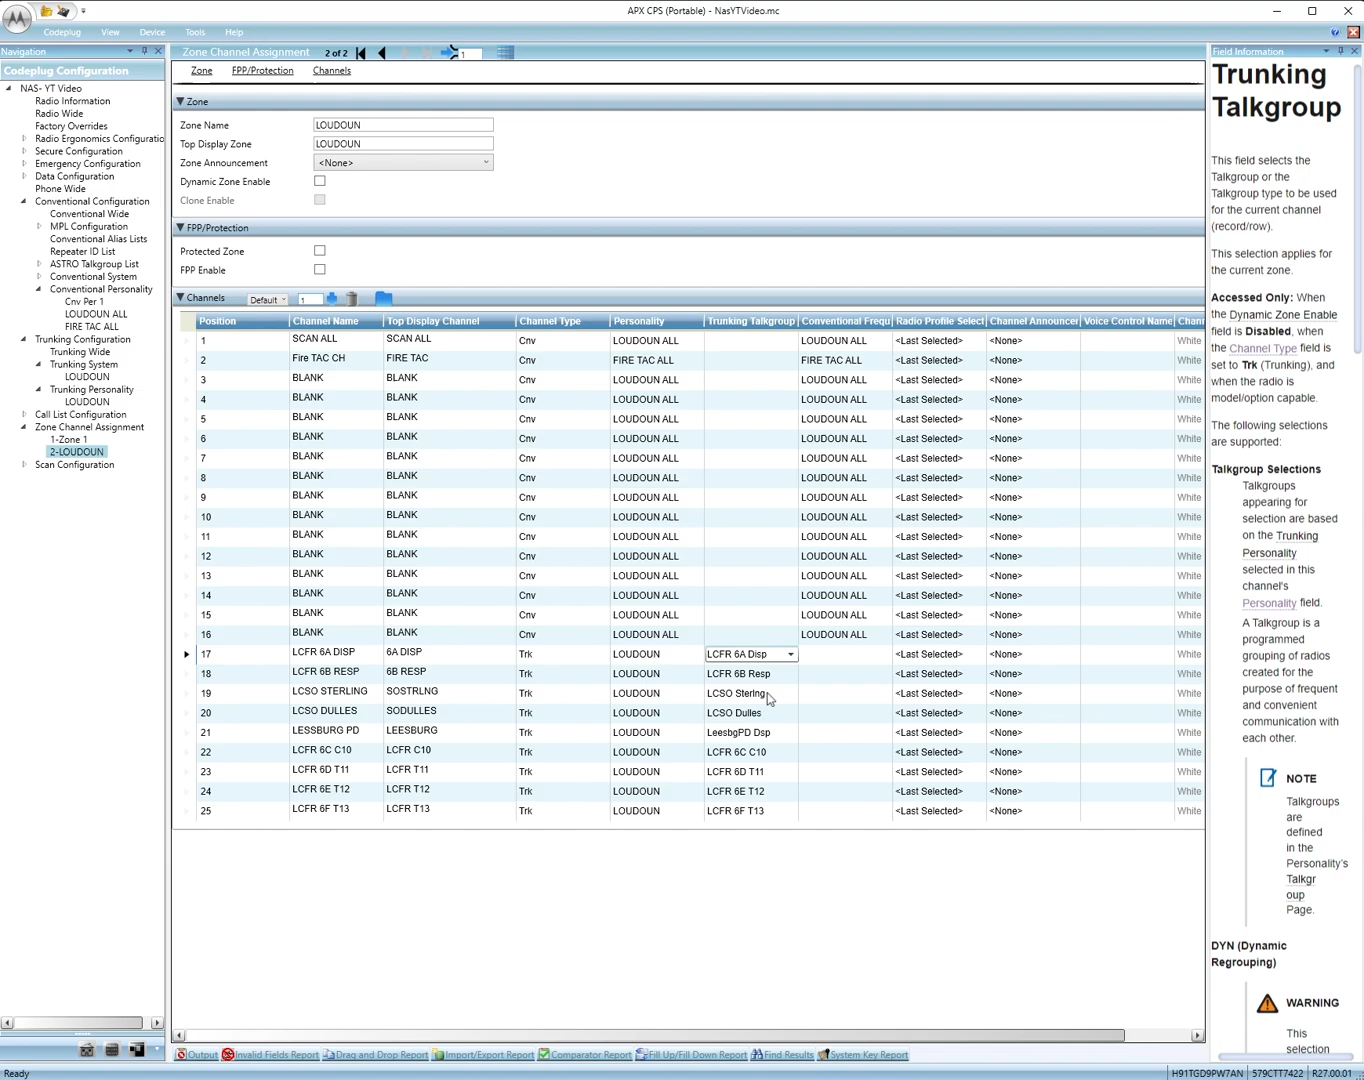 APX CPS (Portable) - NasYTVideo.mc
Codeplug View Device Tools Help
Navigation
Codeplug Configuration
NAS- YT Video
Radio Information
Radio Wide
Factory Overrides
Radio Ergonomics Configuratio
Secure Configuration
Emergency Configuration
Data Configuration
Phone Wide
Conventional Configuration
Conventional Wide
MPL Configuration
Conventional Alias Lists
Repeater ID List
ASTRO Talkgroup List
Conventional System
Conventional Personality
Cnv Per 1
LOUDOUN ALL
FIRE TAC ALL
Trunking Configuration
Trunking Wide
Trunking System
LOUDOUN
Trunking Personality
LOUDOUN
Call List Configuration
Zone Channel Assignment
1-Zone 1
2-LOUDOUN
Scan Configuration
Zone Channel Assignment 2 of 2 1
Zone FPP/Protection Channels
Zone
Zone Name LOUDOUN
Top Display Zone LOUDOUN
Zone Announcement <None>
Dynamic Zone Enable
Clone Enable
FPP/Protection
Protected Zone
FPP Enable
Channels Default 1
Position Channel Name Top Display Channel Channel Type Personality Trunking Talkgroup Conventional Frequ Radio Profile Select Channel Announcer Voice Control Name Chan
1 SCAN ALL SCAN ALL Cnv LOUDOUN ALL LOUDOUN ALL <Last Selected> <None> White
2 Fire TAC CH FIRE TAC Cnv FIRE TAC ALL FIRE TAC ALL <Last Selected> <None> White
3 BLANK BLANK Cnv LOUDOUN ALL LOUDOUN ALL <Last Selected> <None> White
4 BLANK BLANK Cnv LOUDOUN ALL LOUDOUN ALL <Last Selected> <None> White
5 BLANK BLANK Cnv LOUDOUN ALL LOUDOUN ALL <Last Selected> <None> White
6 BLANK BLANK Cnv LOUDOUN ALL LOUDOUN ALL <Last Selected> <None> White
7 BLANK BLANK Cnv LOUDOUN ALL LOUDOUN ALL <Last Selected> <None> White
8 BLANK BLANK Cnv LOUDOUN ALL LOUDOUN ALL <Last Selected> <None> White
9 BLANK BLANK Cnv LOUDOUN ALL LOUDOUN ALL <Last Selected> <None> White
10 BLANK BLANK Cnv LOUDOUN ALL LOUDOUN ALL <Last Selected> <None> White
11 BLANK BLANK Cnv LOUDOUN ALL LOUDOUN ALL <Last Selected> <None> White
12 BLANK BLANK Cnv LOUDOUN ALL LOUDOUN ALL <Last Selected> <None> White
13 BLANK BLANK Cnv LOUDOUN ALL LOUDOUN ALL <Last Selected> <None> White
14 BLANK BLANK Cnv LOUDOUN ALL LOUDOUN ALL <Last Selected> <None> White
15 BLANK BLANK Cnv LOUDOUN ALL LOUDOUN ALL <Last Selected> <None> White
16 BLANK BLANK Cnv LOUDOUN ALL LOUDOUN ALL <Last Selected> <None> White
17 LCFR 6A DISP 6A DISP Trk LOUDOUN LCFR 6A Disp <Last Selected> <None> White
18 LCFR 6B RESP 6B RESP Trk LOUDOUN LCFR 6B Resp <Last Selected> <None> White
19 LCSO STERLING SOSTRLNG Trk LOUDOUN LCSO Sterlng <Last Selected> <None> White
20 LCSO DULLES SODULLES Trk LOUDOUN LCSO Dulles <Last Selected> <None> White
21 LESSBURG PD LEESBURG Trk LOUDOUN LeesbgPD Dsp <Last Selected> <None> White
22 LCFR 6C C10 LCFR C10 Trk LOUDOUN LCFR 6C C10 <Last Selected> <None> White
23 LCFR 6D T11 LCFR T11 Trk LOUDOUN LCFR 6D T11 <Last Selected> <None> White
24 LCFR 6E T12 LCFR T12 Trk LOUDOUN LCFR 6E T12 <Last Selected> <None> White
25 LCFR 6F T13 LCFR T13 Trk LOUDOUN LCFR 6F T13 <Last Selected> <None> White
Field Information
Trunking
Talkgroup
This field selects the
Talkgroup or the
Talkgroup type to be used
for the current channel
(record/row).
This selection applies for
the current zone.
Accessed Only: When
the Dynamic Zone Enable
field is Disabled, when
the Channel Type field is
set to Trk (Trunking), and
when the radio is
model/option capable.
The following selections
are supported:
Talkgroup Selections
Talkgroups
appearing for
selection are based
on the Trunking
Personality
selected in this
channel's
Personality field.
A Talkgroup is a
programmed
grouping of radios
created for the
purpose of frequent
and convenient
communication with
each other.
NOTE
Talkgroups
are
defined
in the
Personality's
Talkgr
oup
Page.
DYN (Dynamic
Regrouping)
WARNING
This
selection
Output Invalid Fields Report Drag and Drop Report Import/Export Report Comparator Report Fill Up/Fill Down Report Find Results System Key Report
Ready H91TGD9PW7AN 579CTT7422 R27.00.01